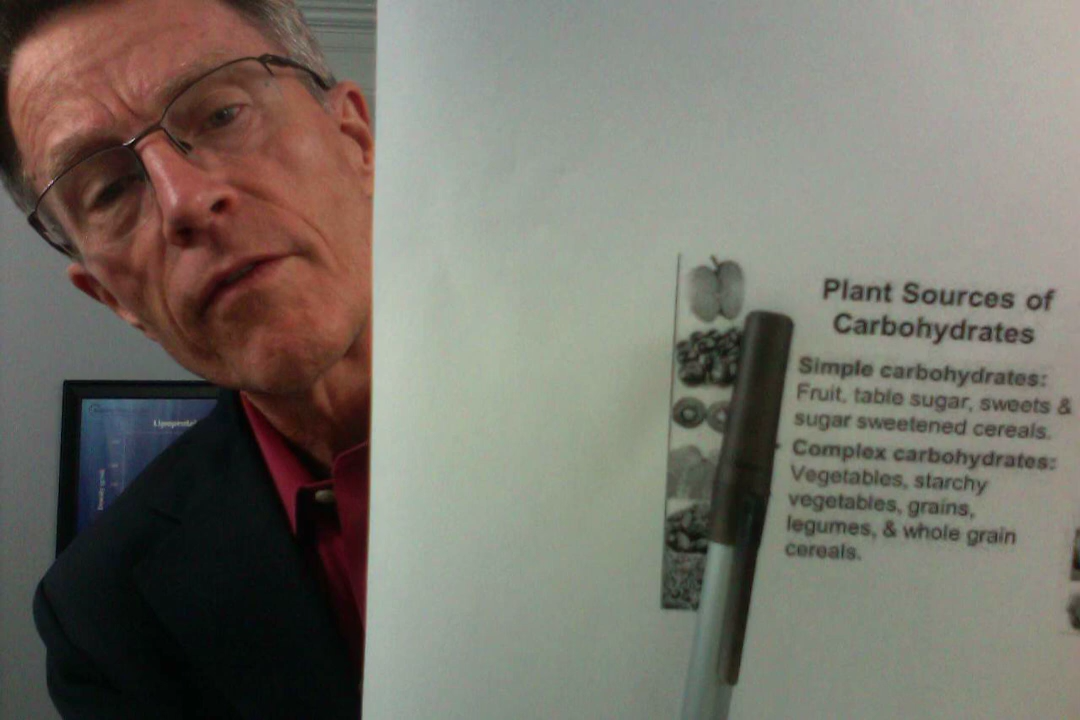 Plant Sources of
Carbohydrates
Simple carbohydrates:
Fruit, table sugar, sweets &
sugar sweetened cereals.
Complex carbohydrates:
Vegetables, starchy
vegetables, grains,
legumes, & whole grain
cereals.